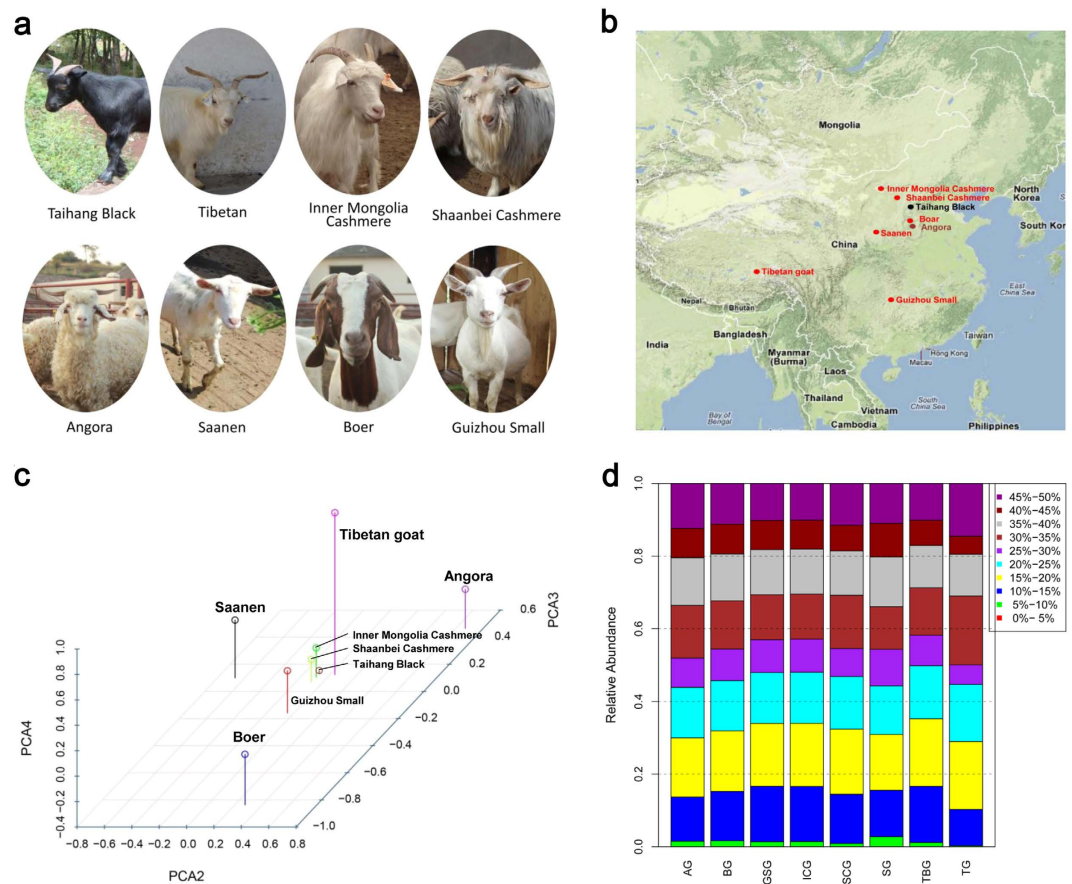 a
Taihang Black
Tibetan
Inner Mongolia
Cashmere
Shaanbei Cashmere
Angora
Saanen
Boer
Guizhou Small
b
Mongolia
Inner Mongolia Cashmere
Shaanbei Cashmere
Taihang Black
Boar
Angora
Saanen
China
North
Korea
South Kor
Tibetan goat
Guizhou Small
Nepal
Bhutan
Bangladesh
India
Myanmar
(Burma)
Laos
Thailand
Vietnam
Cambodia
East
China Sea
Taiwan
Hong Kong
Macau
South
China Sea
Philippines
Bay of
Bengal
c
Tibetan goat
Angora
Saanen
Inner Mongolia Cashmere
Shaanbei Cashmere
Taihang Black
Guizhou Small
Boer
PCA4
1.0
0.8
0.6
0.4
0.2
0.0
−0.2
−0.4
−0.8 −0.6 −0.4 −0.2 0.0 0.2 0.4 0.6 0.8
PCA2
PCA3
0.6
0.4
0.2
0.0
−0.2
−0.4
−0.6
−0.8
−1.0
d
Relative Abundance
1.0
0.8
0.6
0.4
0.2
0.0
AG BG GSG ICG SCG SG TBG TG
45%−50%
40%−45%
35%−40%
30%−35%
25%−30%
20%−25%
15%−20%
10%−15%
5%−10%
0%− 5%